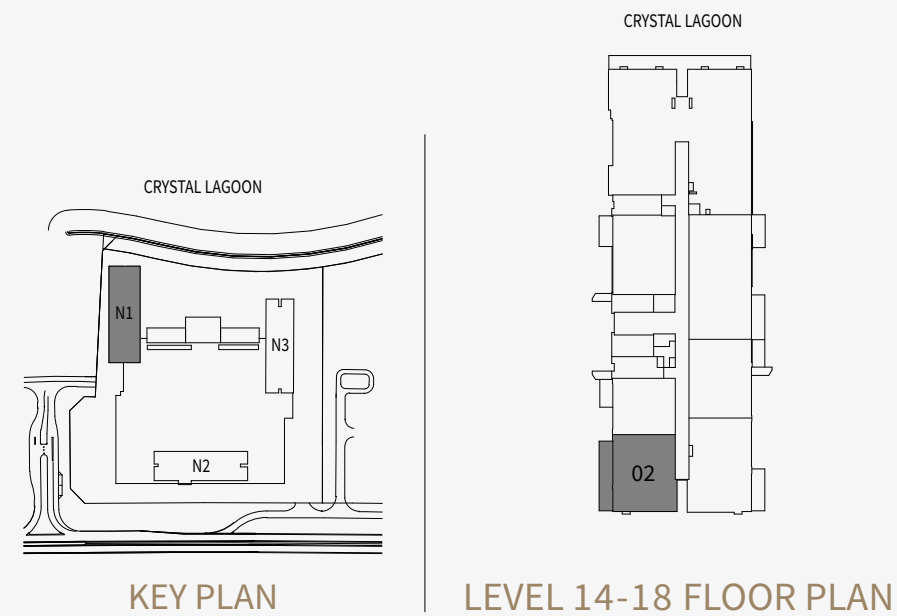 CRYSTAL LAGOON
N1
N3
N2
KEY PLAN
CRYSTAL LAGOON
02
LEVEL 14-18 FLOOR PLAN